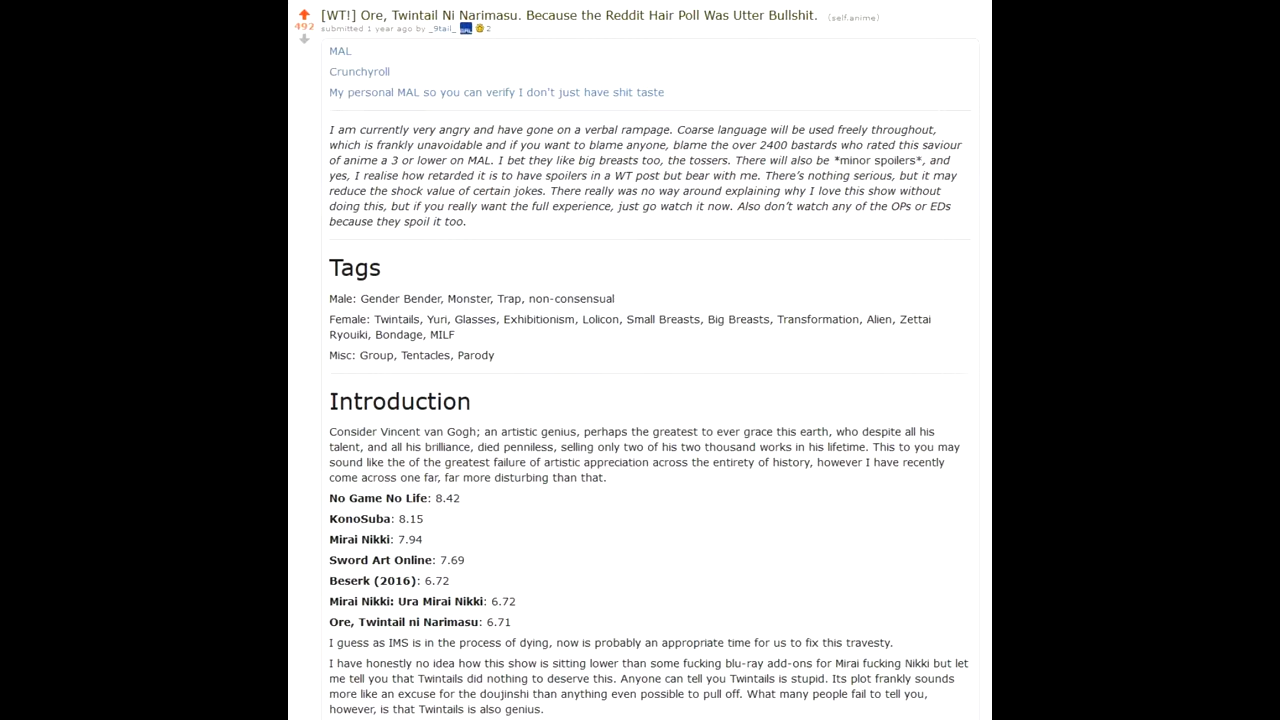 [WT!] Ore, Twintail Ni Narimasu. Because the Reddit Hair Poll Was Utter Bullshit. (self.anime)
492
submitted 1 year ago by _9tail_ 2
MAL
Crunchyroll
My personal MAL so you can verify I don't just have shit taste
I am currently very angry and have gone on a verbal rampage. Coarse language will be used freely throughout,
which is frankly unavoidable and if you want to blame anyone, blame the over 2400 bastards who rated this saviour
of anime a 3 or lower on MAL. I bet they like big breasts too, the tossers. There will also be *minor spoilers*, and
yes, I realise how retarded it is to have spoilers in a WT post but bear with me. There's nothing serious, but it may
reduce the shock value of certain jokes. There really was no way around explaining why I love this show without
doing this, but if you really want the full experience, just go watch it now. Also don't watch any of the OPs or EDs
because they spoil it too.
Tags
Male: Gender Bender, Monster, Trap, non-consensual
Female: Twintails, Yuri, Glasses, Exhibitionism, Lolicon, Small Breasts, Big Breasts, Transformation, Alien, Zettai
Ryouiki, Bondage, MILF
Misc: Group, Tentacles, Parody
Introduction
Consider Vincent van Gogh; an artistic genius, perhaps the greatest to ever grace this earth, who despite all his
talent, and all his brilliance, died penniless, selling only two of his two thousand works in his lifetime. This to you may
sound like the of the greatest failure of artistic appreciation across the entirety of history, however I have recently
come across one far, far more disturbing than that.
No Game No Life: 8.42
KonoSuba: 8.15
Mirai Nikki: 7.94
Sword Art Online: 7.69
Beserk (2016): 6.72
Mirai Nikki: Ura Mirai Nikki: 6.72
Ore, Twintail ni Narimasu: 6.71
I guess as IMS is in the process of dying, now is probably an appropriate time for us to fix this travesty.
I have honestly no idea how this show is sitting lower than some fucking blu-ray add-ons for Mirai fucking Nikki but let
me tell you that Twintails did nothing to deserve this. Anyone can tell you Twintails is stupid. Its plot frankly sounds
more like an excuse for the doujinshi than anything even possible to pull off. What many people fail to tell you,
however, is that Twintails is also genius.